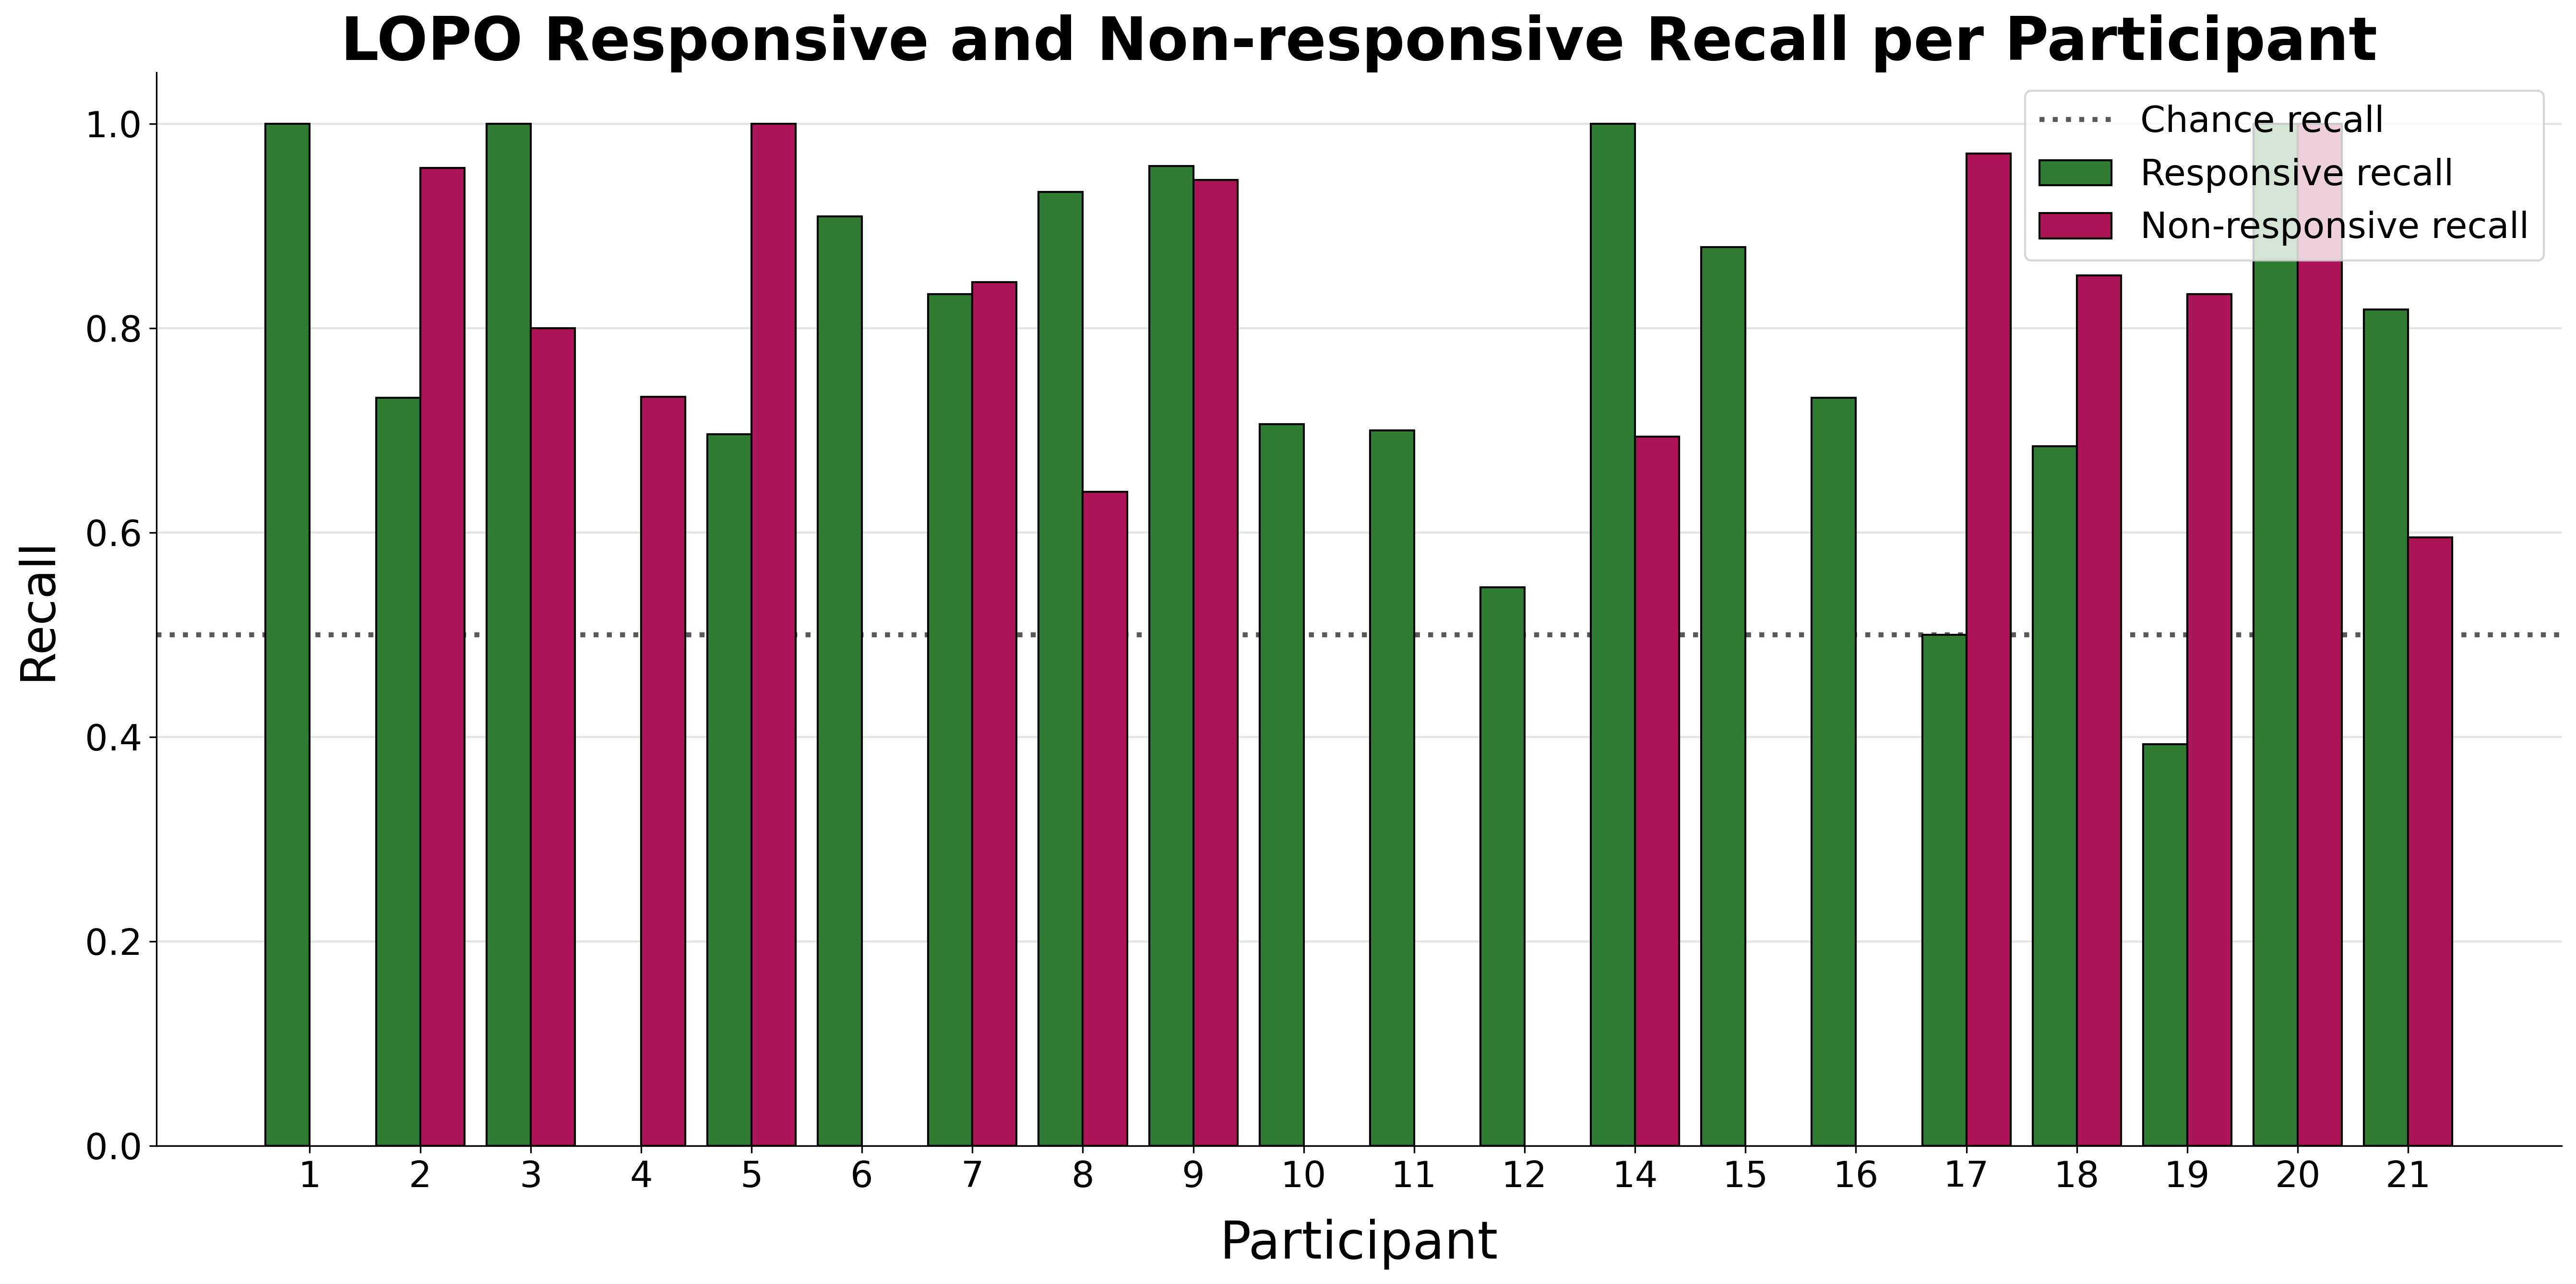 LOPO Responsive and Non-responsive Recall per Participant
Chance recall
Responsive recall
Non-responsive recall
1.0
0.8
0.6
0.4
0.2
0.0
Recall
1 2 3 4 5 6 7 8 9 10 11 12 14 15 16 17 18 19 20 21
Participant